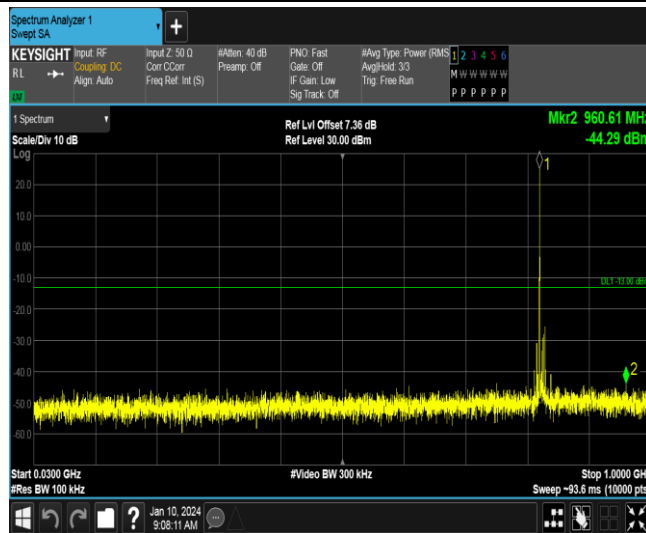 Spectrum Analyzer 1
Swept SA
+
KEYSIGHT
RL
Input: RF
Coupling: DC
Align: Auto
Input Z: 50 Ω
Corr CCorr
Freq Ref: Int (S)
#Atten: 40 dB
Preamp: Off
PNO: Fast
Gate: Off
IF Gain: Low
Sig Track: Off
#Avg Type: Power (RMS
Avg|Hold: 3/3
Trig: Free Run
1 2 3 4 5 6
M W W W W W
P P P P P P
1 Spectrum
Scale/Div 10 dB
Ref Lvl Offset 7.36 dB
Ref Level 30.00 dBm
Mkr2 960.61 MHz
-44.29 dBm
Log
1
20.0
10.0
0.00
-10.0
DL1 -13.00 dBm
-20.0
-30.0
-40.0
2
-50.0
-60.0
Start 0.0300 GHz
#Video BW 300 kHz
Stop 1.0000 GH
#Res BW 100 kHz
Sweep ~93.6 ms (10000 pts
?
Jan 10, 2024
9:08:11 AM